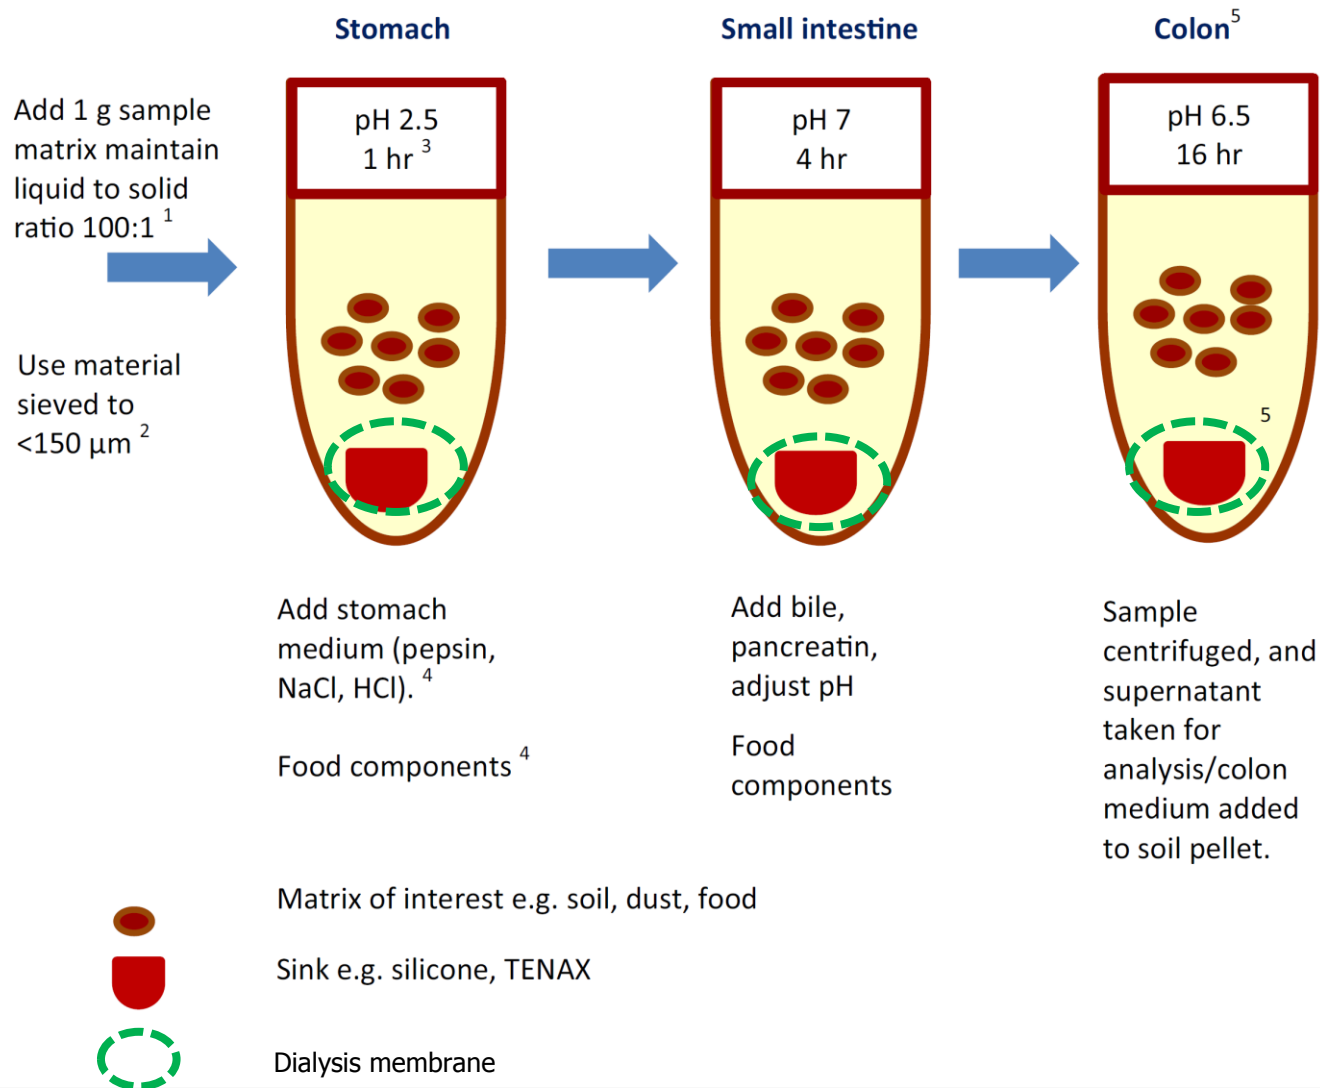 Stomach
Small intestine
Colon 5
Add 1 g sample
matrix maintain
liquid to solid
ratio 100:1 1
Use material
sieved to
<150 µm 2
pH 2.5
1 hr 3
pH 7
4 hr
pH 6.5
16 hr
5
Add stomach
medium (pepsin,
NaCl, HCl). 4
Food components 4
Add bile,
pancreatin,
adjust pH
Food
components
Sample
centrifuged, and
supernatant
taken for
analysis/colon
medium added
to soil pellet.
Matrix of interest e.g. soil, dust, food
Sink e.g. silicone, TENAX
Dialysis membrane